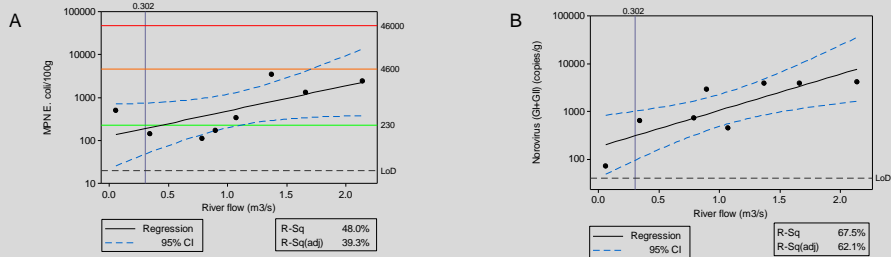 A
0.302
100000
10000
1000
100
10
MPN E. coli/100g
46000
4600
230
LoD
0.0
0.5
1.0
1.5
2.0
River flow (m3/s)
Regression
95% CI
R-Sq 48.0%
R-Sq(adj) 39.3%
B
0.302
100000
10000
1000
100
Norovirus (GI+GII) (copies/g)
LoD
0.0
0.5
1.0
1.5
2.0
River flow (m3/s)
Regression
95% CI
R-Sq 67.5%
R-Sq(adj) 62.1%